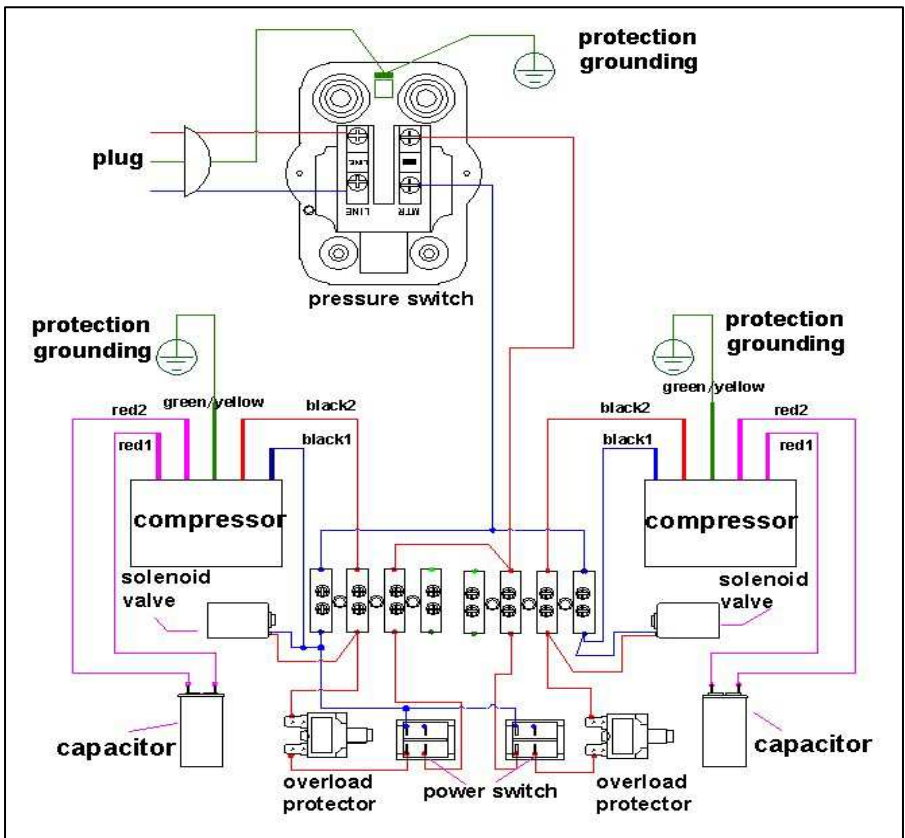 protection
grounding
plug
LINE
LINE
MTR
pressure switch
protection
grounding
protection
grounding
green/yellow
green/yellow
red2
black2
black2
red2
red1
black1
black1
red1
compressor
compressor
solenoid
valve
solenoid
valve
capacitor
capacitor
overload
protector
power switch
overload
protector